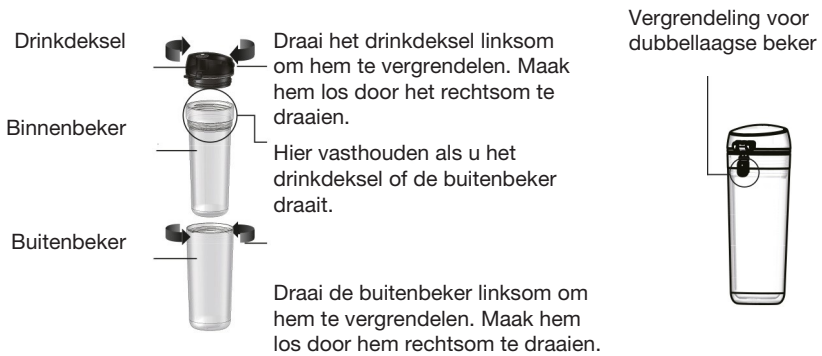 Drinkdeksel
Draai het drinkdeksel linksom
om hem te vergrendelen. Maak
hem los door het rechtsom te
draaien.
Binnenbeker
Hier vasthouden als u het
drinkdeksel of de buitenbeker
draait.
Buitenbeker
Draai de buitenbeker linksom om
hem te vergrendelen. Maak hem
los door hem rechtsom te draaien.
Vergrendeling voor
dubbellaagse beker